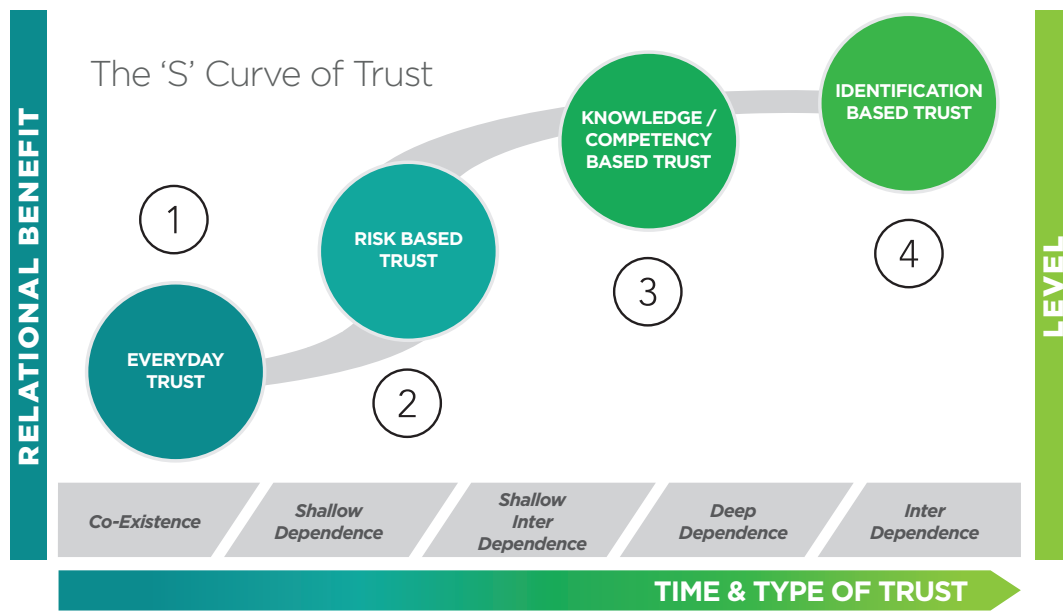 The ‘S’ Curve of Trust
RELATIONAL BENEFIT
LEVEL
1
EVERYDAY
TRUST
RISK BASED
TRUST
2
KNOWLEDGE /
COMPETENCY
BASED TRUST
3
IDENTIFICATION
BASED TRUST
4
Co-Existence
Shallow
Dependence
Shallow
Inter
Dependence
Deep
Dependence
Inter
Dependence
TIME & TYPE OF TRUST